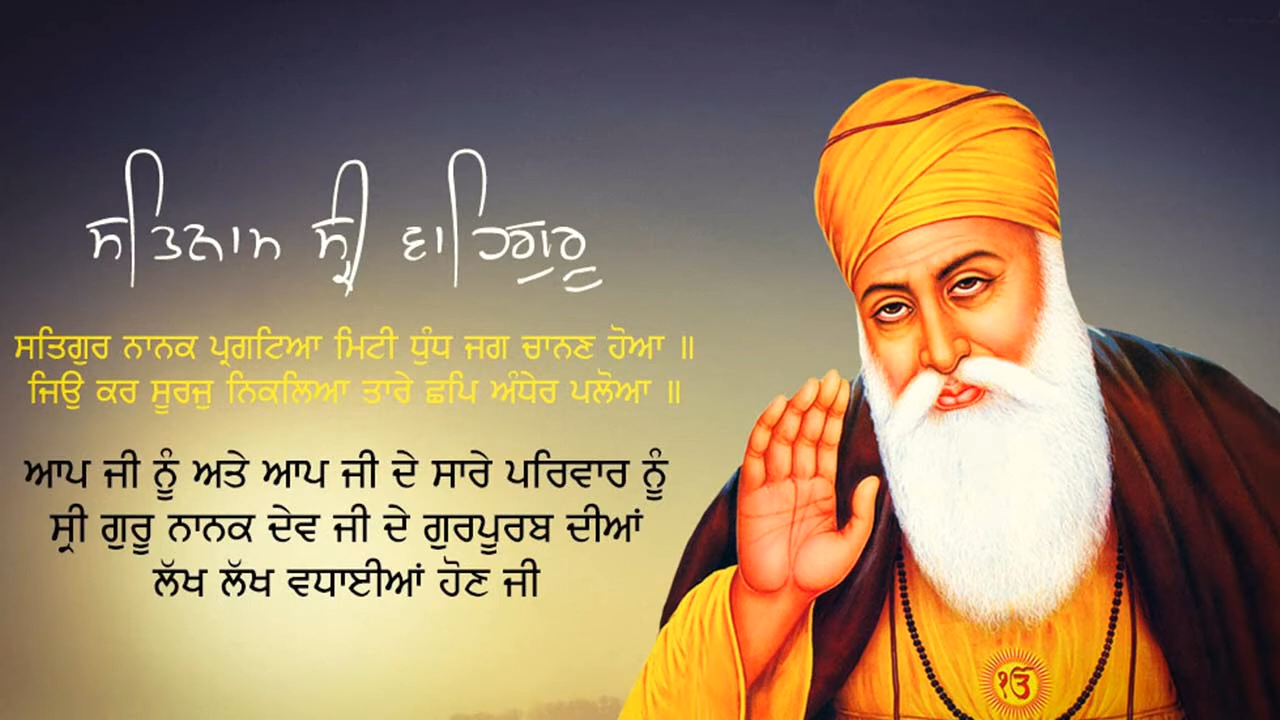 ਸਤਿਨਾਮ ਸ੍ਰੀ ਵਾਹਿਗੁਰੂ
ਸਤਿਗੁਰ ਨਾਨਕ ਪ੍ਰਗਟਿਆ ਮਿਟੀ ਧੁੰਧ ਜਗ ਚਾਨਣ ਹੋਆ ॥
ਜਿਉ ਕਰ ਸੂਰਜੁ ਨਿਕਲਿਆ ਤਾਰੇ ਛਪਿ ਅੰਧੇਰ ਪਲੋਆ ॥
ਆਪ ਜੀ ਨੂੰ ਅਤੇ ਆਪ ਜੀ ਦੇ ਸਾਰੇ ਪਰਿਵਾਰ ਨੂੰ
ਸ੍ਰੀ ਗੁਰੂ ਨਾਨਕ ਦੇਵ ਜੀ ਦੇ ਗੁਰਪੂਰਬ ਦੀਆਂ
ਲੱਖ ਲੱਖ ਵਧਾਈਆਂ ਹੋਣ ਜੀ
ੴ